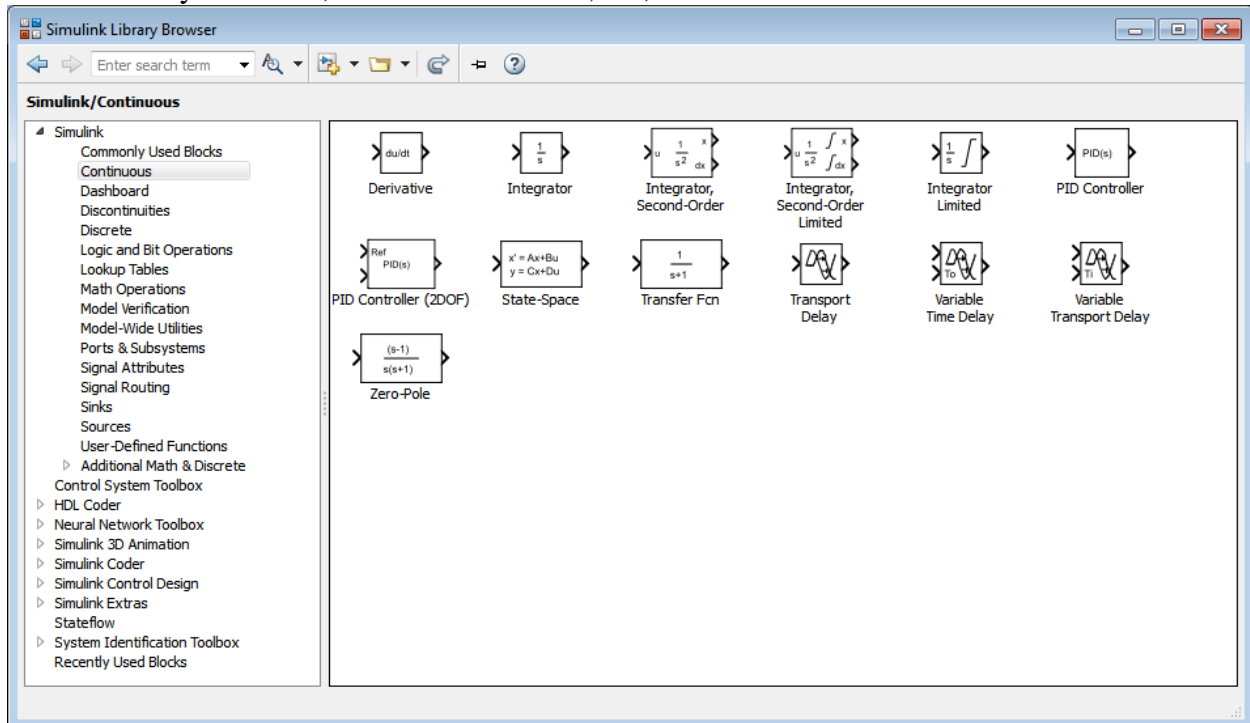 Simulink Library Browser
Enter search term
Simulink/Continuous
Simulink
Commonly Used Blocks
Continuous
Dashboard
Discontinuities
Discrete
Logic and Bit Operations
Lookup Tables
Math Operations
Model Verification
Model-Wide Utilities
Ports & Subsystems
Signal Attributes
Signal Routing
Sinks
Sources
User-Defined Functions
Additional Math & Discrete
Control System Toolbox
HDL Coder
Neural Network Toolbox
Simulink 3D Animation
Simulink Coder
Simulink Control Design
Simulink Extras
Stateflow
System Identification Toolbox
Recently Used Blocks
du/dt
Derivative
1
s
Integrator
u 1 x
s² dx
Integrator,
Second-Order
u 1 ∫ x
s² ∫ dx
Integrator,
Second-Order
Limited
1 ∫
s
Integrator
Limited
PID(s)
PID Controller
Ref
PID(s)
PID Controller (2DOF)
x' = Ax+Bu
y = Cx+Du
State-Space
1
s+1
Transfer Fcn
Transport
Delay
To
Variable
Time Delay
Ti
Variable
Transport Delay
(s-1)
s(s+1)
Zero-Pole